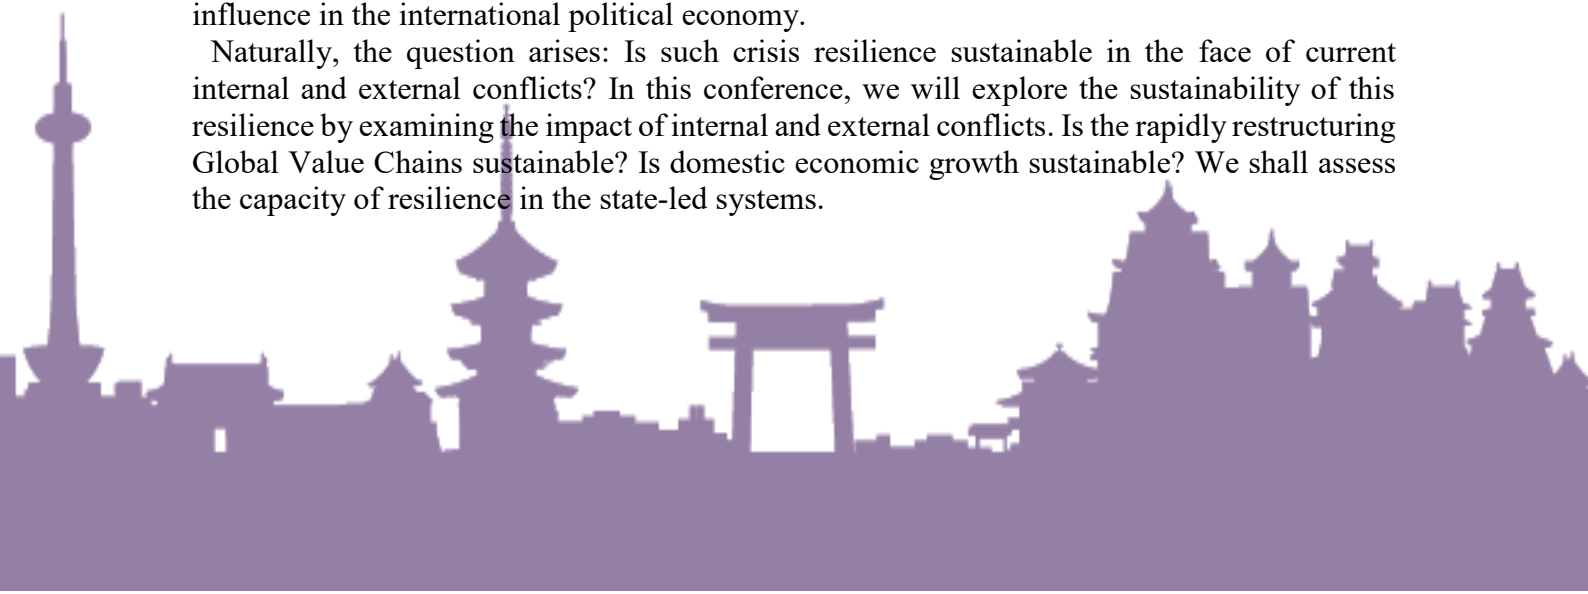 influence in the international political economy.
Naturally, the question arises: Is such crisis resilience sustainable in the face of current
internal and external conflicts? In this conference, we will explore the sustainability of this
resilience by examining the impact of internal and external conflicts. Is the rapidly restructuring
Global Value Chains sustainable? Is domestic economic growth sustainable? We shall assess
the capacity of resilience in the state-led systems.